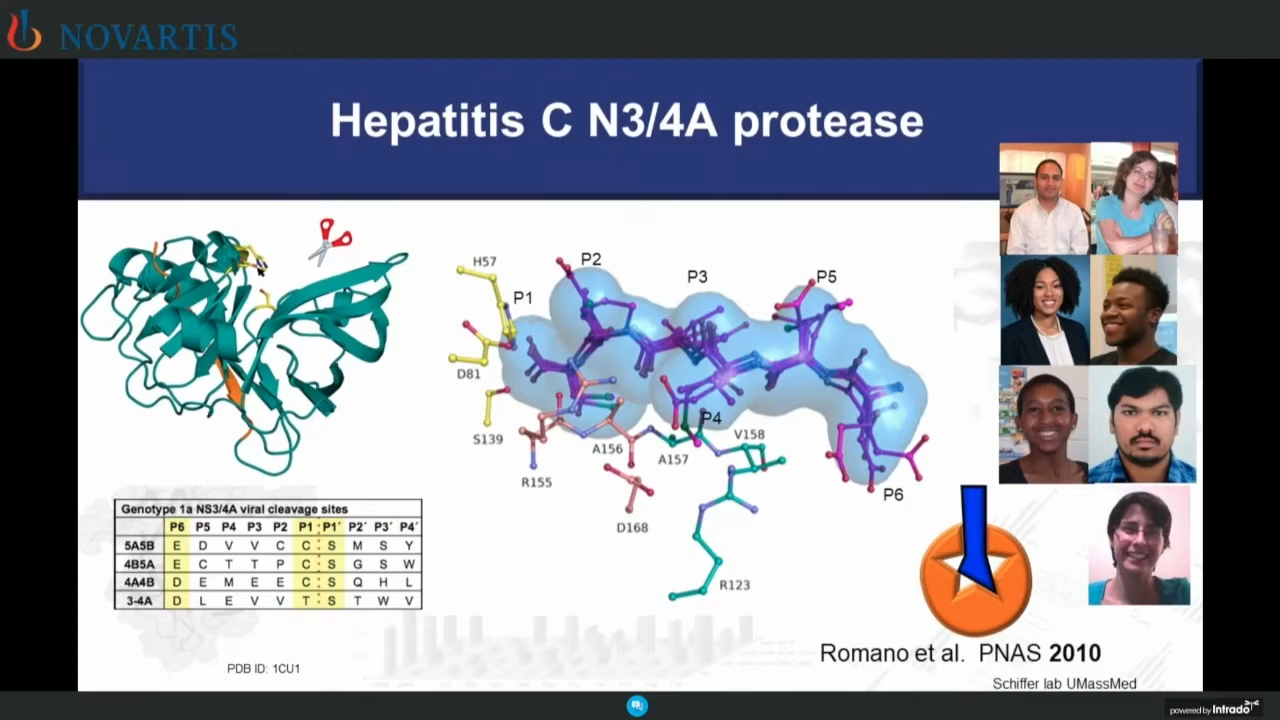 NOVARTIS
Hepatitis C N3/4A protease
H57
P1
P2
P3
P5
D81
S139
R155
A156
A157
P4
V158
D168
P6
R123
Genotype 1a NS3/4A viral cleavage sites
P6 P5 P4 P3 P2 P1 P1´ P2´ P3´ P4´
5A5B E D V V C C S M S Y
4B5A E C T T P C S G S W
4A4B D E M E E C S Q H L
3-4A D L E V V T S T W V
PDB ID: 1CU1
Romano et al. PNAS 2010
Schiffer lab UMassMed
powered by Intrado